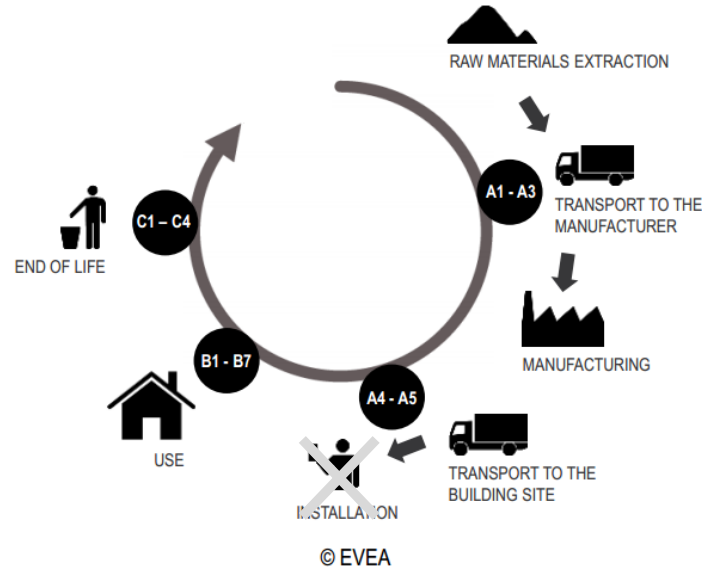 RAW MATERIALS EXTRACTION
A1 - A3
TRANSPORT TO THE
MANUFACTURER
MANUFACTURING
A4 - A5
TRANSPORT TO THE
BUILDING SITE
INSTALLATION
B1 - B7
USE
C1 – C4
END OF LIFE
© EVEA